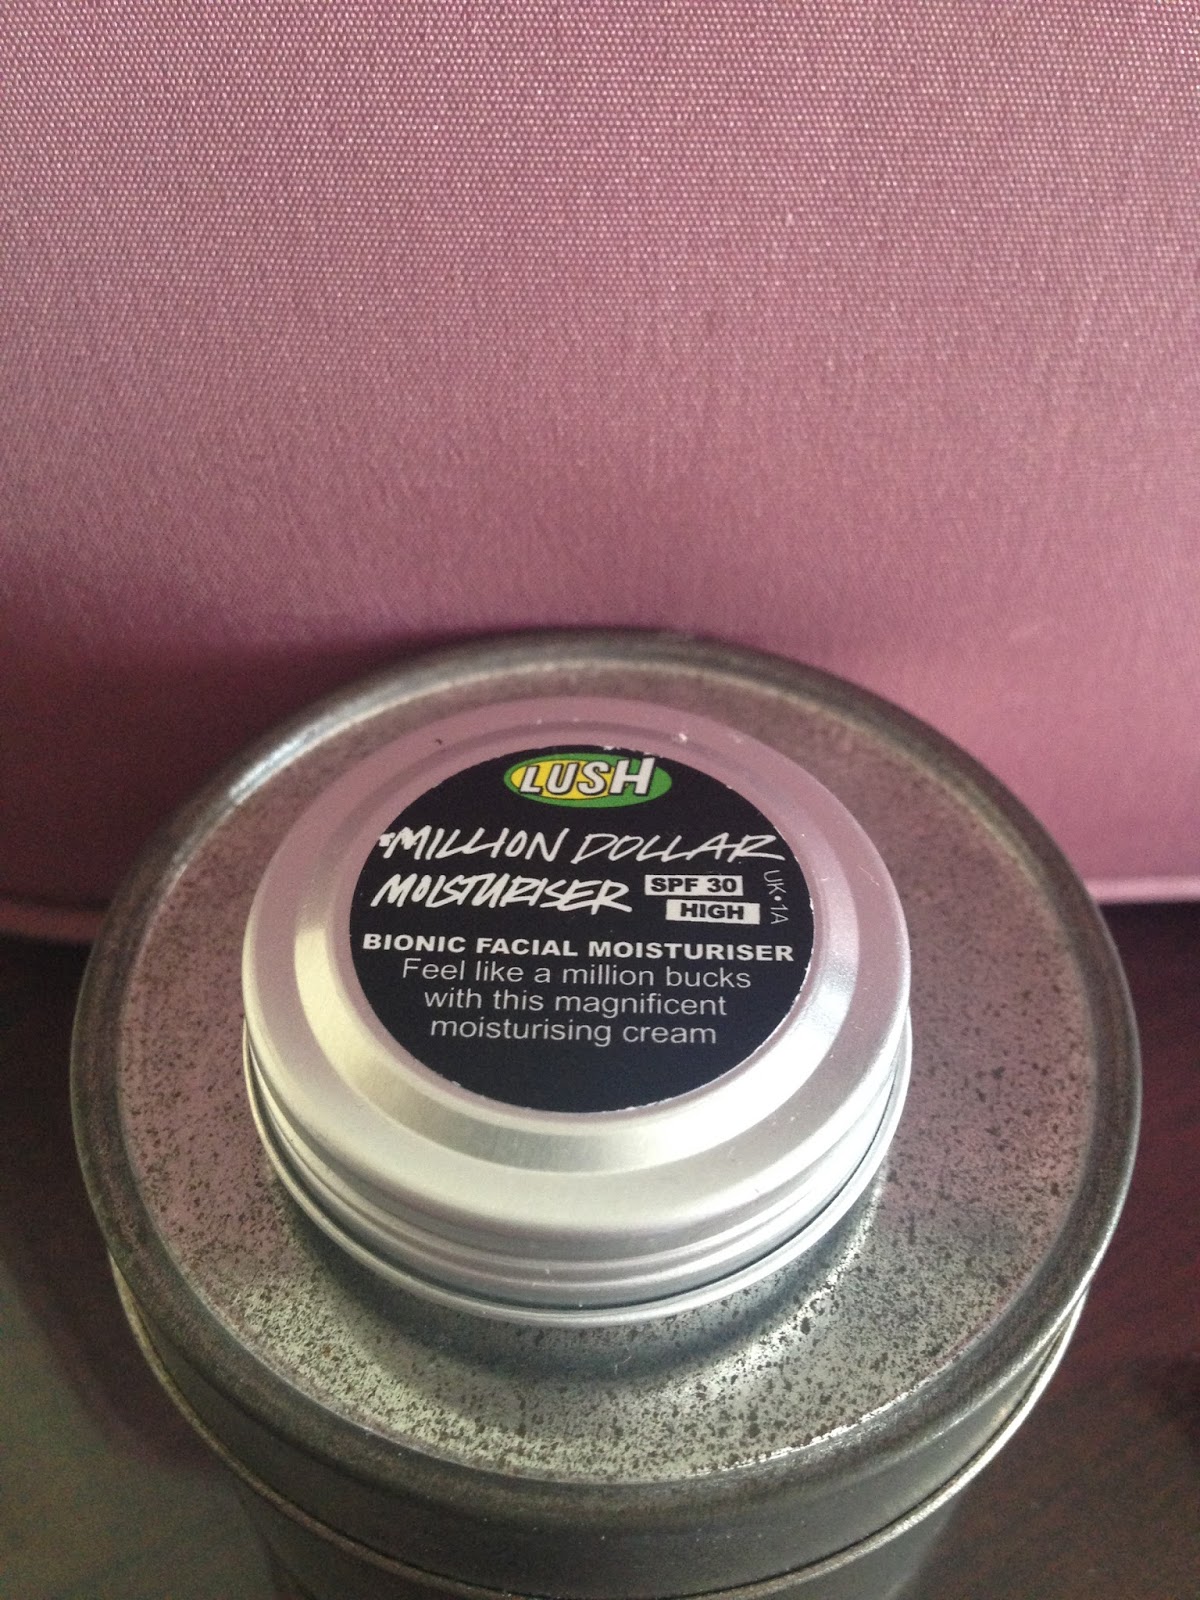 LUSH
MILLION DOLLAR
MOISTURISER SPF 30
HIGH
UK•1A
BIONIC FACIAL MOISTURISER
Feel like a million bucks
with this magnificent
moisturising cream